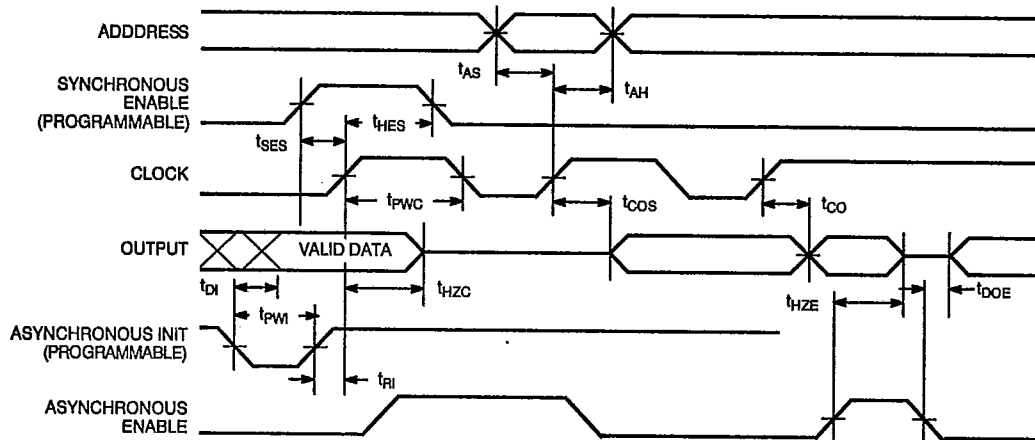 ADDDRESS
tAS
tAH
SYNCHRONOUS
ENABLE
(PROGRAMMABLE)
tSES
tHES
CLOCK
tPWC
tCOS
tCO
OUTPUT
VALID DATA
tDI
tHZC
tHZE
tDOE
tPWI
ASYNCHRONOUS INIT
(PROGRAMMABLE)
tRI
ASYNCHRONOUS
ENABLE